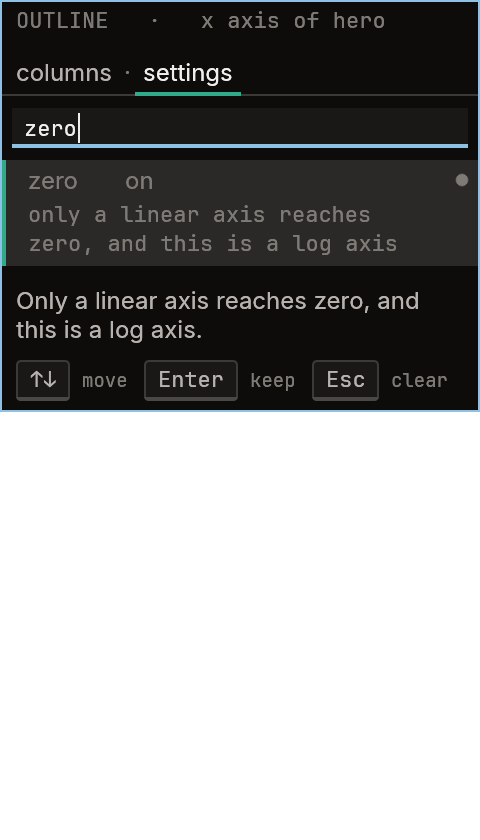 OUTLINE · x axis of hero
columns · settings
zero
zero on
only a linear axis reaches
zero, and this is a log axis
Only a linear axis reaches zero, and
this is a log axis.
↑↓ move Enter keep Esc clear